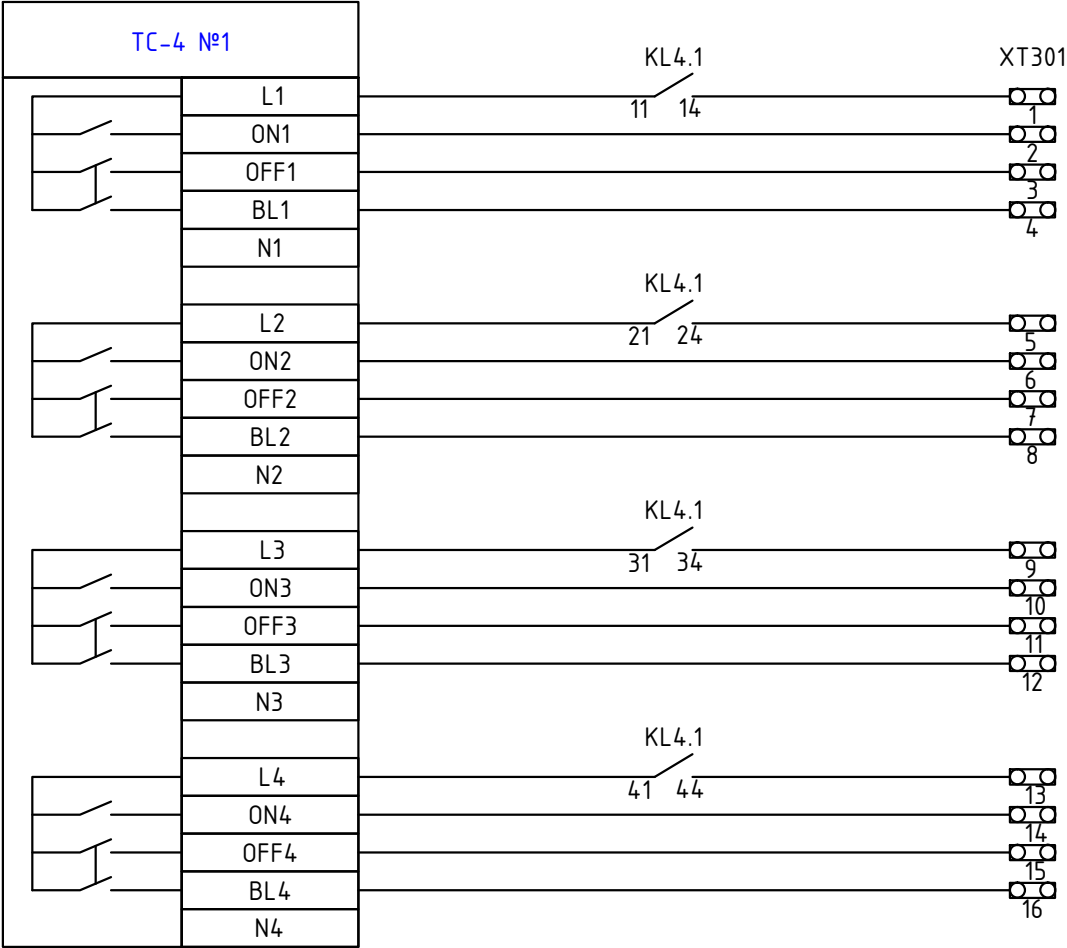 TC-4 №1
KL4.1
XT301
L1
11 14
1
ON1
2
OFF1
3
BL1
4
N1
KL4.1
L2
21 24
5
ON2
6
OFF2
7
BL2
8
N2
KL4.1
L3
31 34
9
ON3
10
OFF3
11
BL3
12
N3
KL4.1
L4
41 44
13
ON4
14
OFF4
15
BL4
16
N4